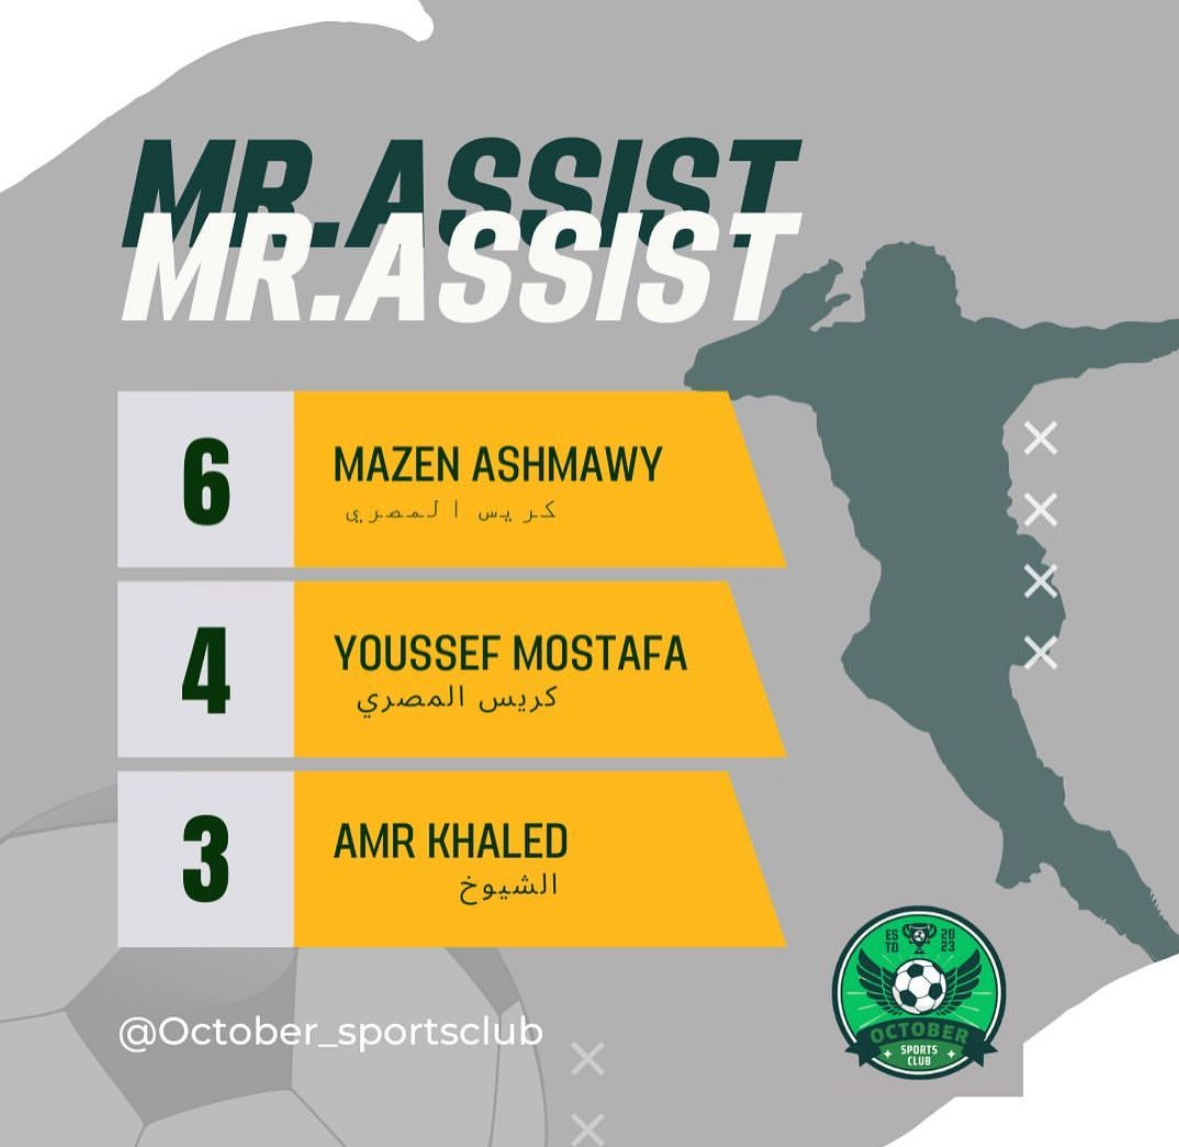 MR.ASSIST
MR.ASSIST
6
MAZEN ASHMAWY
كريس المصري
4
YOUSSEF MOSTAFA
كريس المصري
3
AMR KHALED
الشيوخ
@October_sportsclub
ES 20
TD 23
OCTOBER
SPORTS
CLUB